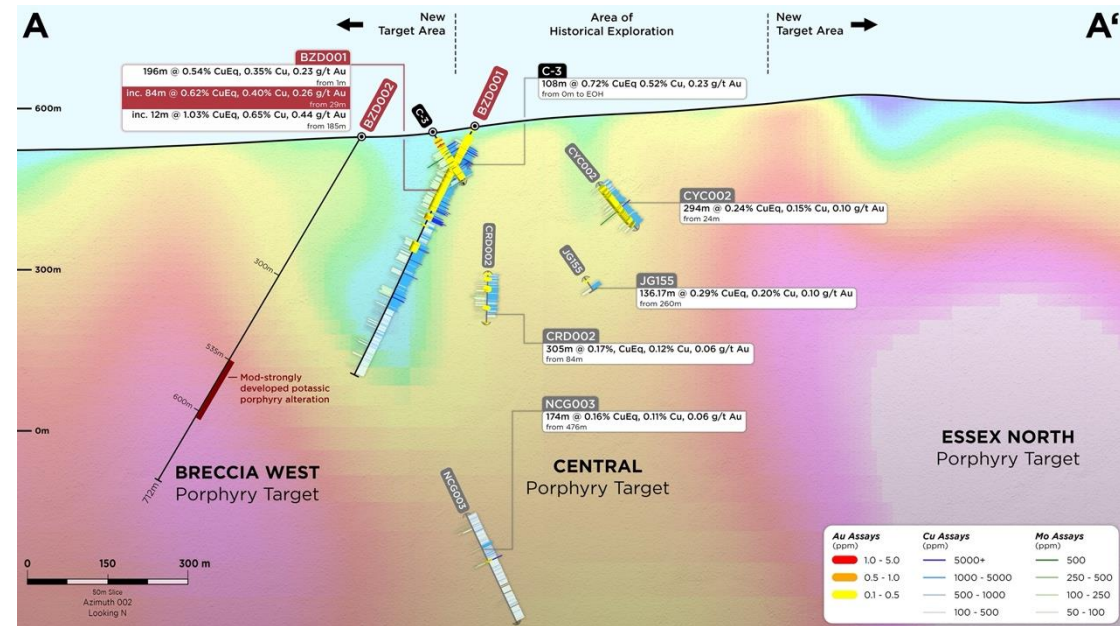 A
New
Target Area
Area of
Historical Exploration
New
Target Area
A'
BZD001
196m @ 0.54% CuEq, 0.35% Cu, 0.23 g/t Au
from 1m
inc. 84m @ 0.62% CuEq, 0.40% Cu, 0.26 g/t Au
from 29m
inc. 12m @ 1.03% CuEq, 0.65% Cu, 0.44 g/t Au
from 185m
BZD002
C-3
BZD001
C-3
108m @ 0.72% CuEq 0.52% Cu, 0.23 g/t Au
from 0m to EOH
600m
300m
0m
CYC002
CYC002
294m @ 0.24% CuEq, 0.15% Cu, 0.10 g/t Au
from 24m
CRD002
JG155
JG155
136.17m @ 0.29% CuEq, 0.20% Cu, 0.10 g/t Au
from 260m
CRD002
305m @ 0.17%, CuEq, 0.12% Cu, 0.06 g/t Au
from 84m
NCG003
174m @ 0.16% CuEq, 0.11% Cu, 0.06 g/t Au
from 476m
NCG003
300m
535m
600m
712m
Mod-strongly
developed potassic
porphyry alteration
BRECCIA WEST
Porphyry Target
CENTRAL
Porphyry Target
ESSEX NORTH
Porphyry Target
0 150 300 m
50m Slice
Azimuth 002
Looking N
Au Assays
(ppm)
1.0 - 5.0
0.5 - 1.0
0.1 - 0.5
Cu Assays
(ppm)
5000+
1000 - 5000
500 - 1000
100 - 500
Mo Assays
(ppm)
500
250 - 500
100 - 250
50 - 100